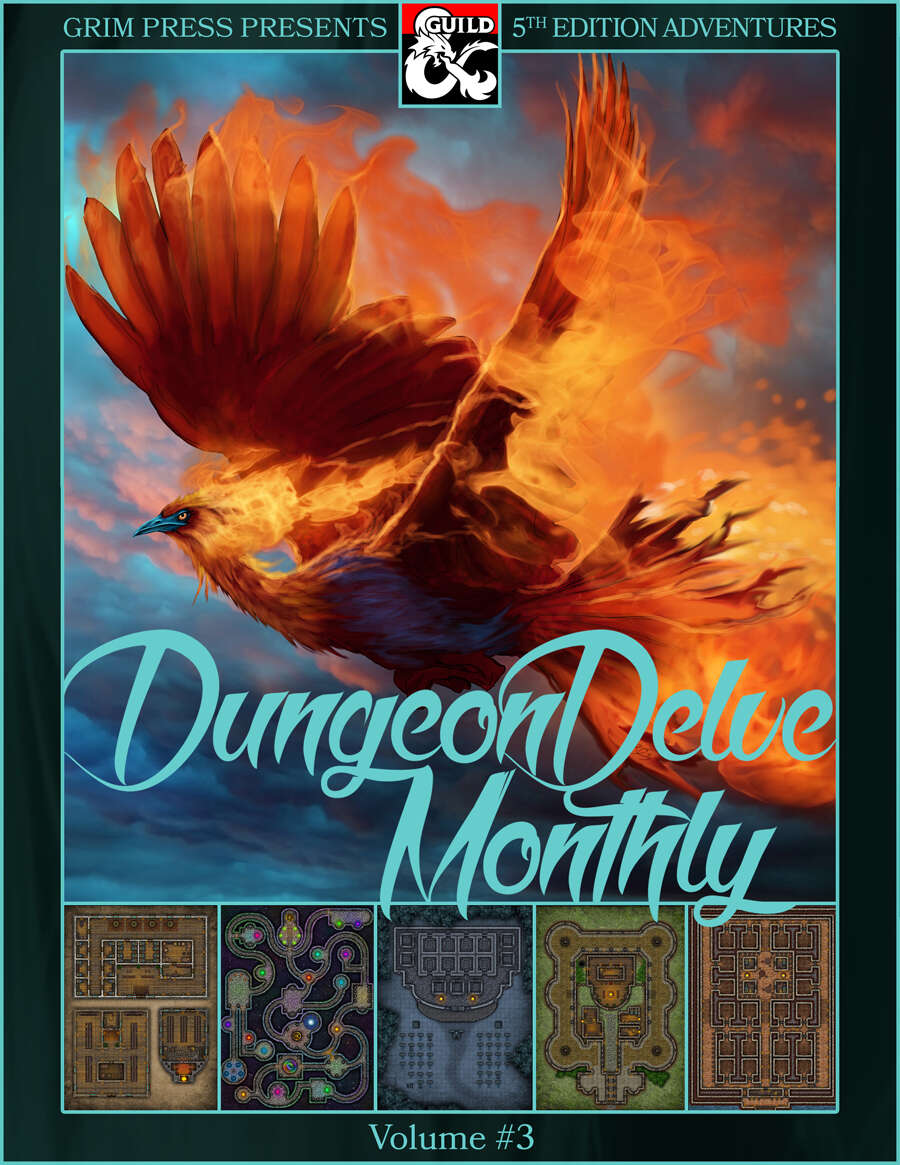 GRIM PRESS PRESENTS
GUILD
5TH EDITION ADVENTURES
DungeonDelve
Monthly
Volume #3